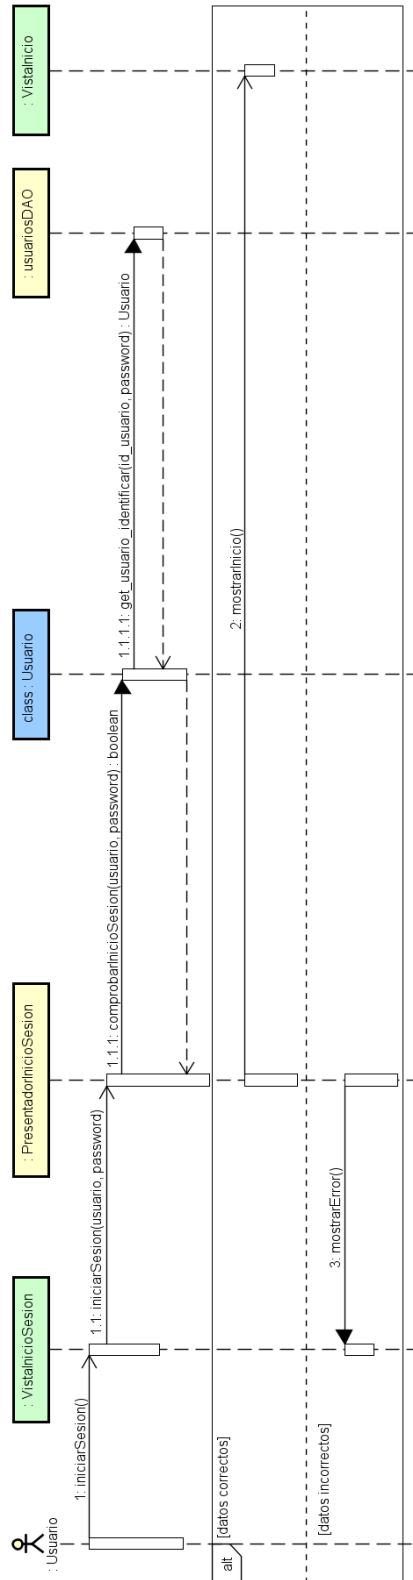 : Usuario
: VistaInicioSesion
: PresentadorInicioSesion
class : Usuario
: usuariosDAO
: VistaInicio
1: iniciarSesion()
1.1: iniciarSesion(usuario, password)
1.1.1: comprobarInicioSesion(usuario, password) : boolean
1.1.1.1: get_usuario_identificar(id_usuario, password) : Usuario
alt
[datos correctos]
2: mostrarInicio()
[datos incorrectos]
3: mostrarError()